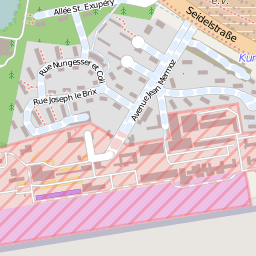 Allée St. Exupéry
e.V.
Seidelstraße
Rue Nungesser et Coli
Rue Joseph le Brix
Avenue Jean Mermoz